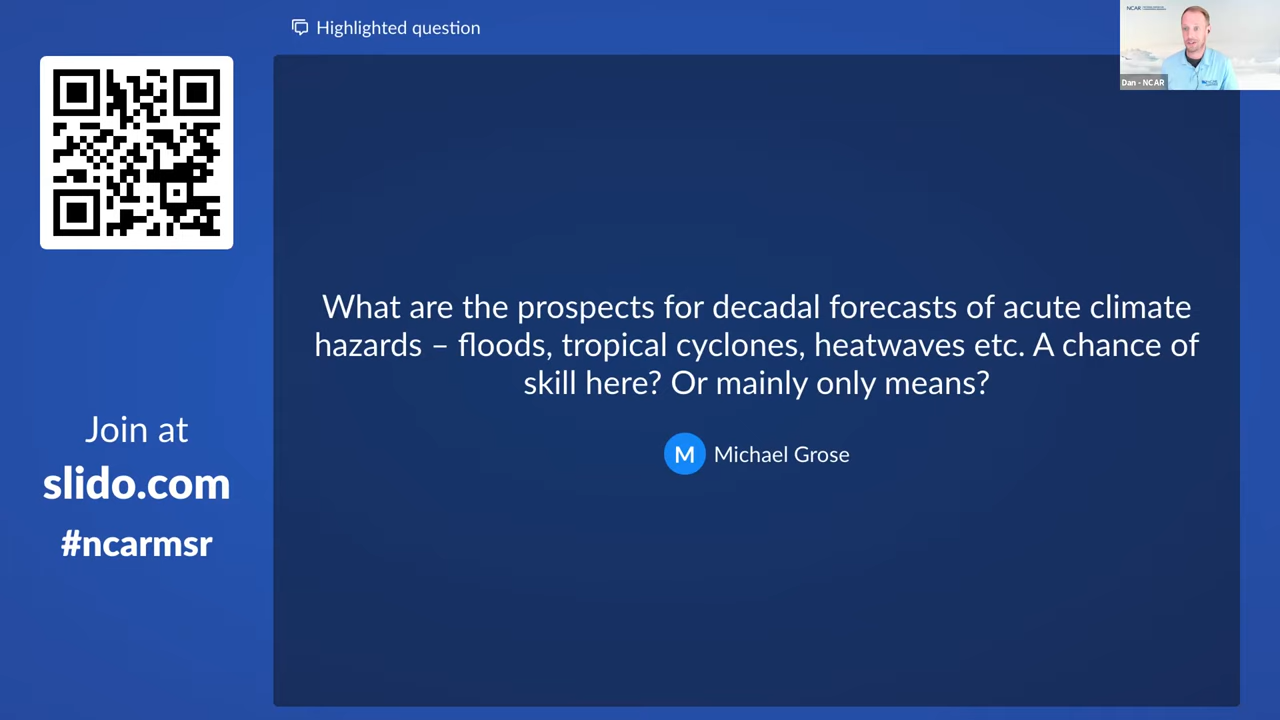 Highlighted question
NCAR
Dan - NCAR
What are the prospects for decadal forecasts of acute climate
hazards – floods, tropical cyclones, heatwaves etc. A chance of
skill here? Or mainly only means?
M Michael Grose
Join at
slido.com
#ncarmsr